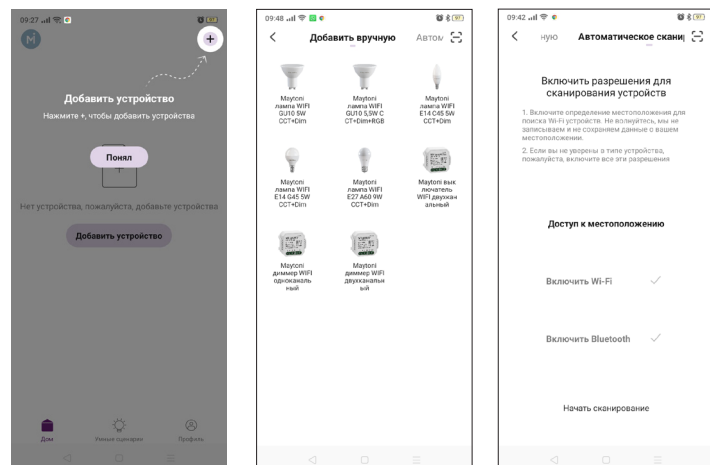 09:27
97
M
Добавить устройство
Нажмите +, чтобы добавить устройства
Понял
Нет устройства, пожалуйста, добавьте устройство
Добавить устройство
Дом
Умные сценарии
Профиль
09:48
97
Добавить вручную
Автом
Maytoni
лампа WIFI
GU10 5W
CCT+Dim
Maytoni
лампа WIFI
GU10 5,5W C
CT+Dim+RGB
Maytoni
лампа WIFI
E14 C45 5W
CCT+Dim
Maytoni
лампа WIFI
E14 G45 5W
CCT+Dim
Maytoni
лампа WIFI
E27 A60 9W
CCT+Dim
Maytoni вык
лючатель
WIFI двухкан
альный
Maytoni
диммер WIFI
одноканаль
ный
Maytoni
диммер WIFI
двухканальн
ый
09:42
97
ную
Автоматическое скани
Включить разрешения для
сканирования устройств
1. Включите определение местоположения для
поиска Wi-Fi устройств. Не волнуйтесь, мы не
записываем и не сохраняем данные о вашем
местоположении.
2. Если вы не уверены в типе устройства,
пожалуйста, включите все эти разрешения
Доступ к местоположению
Включить Wi-Fi
Включить Bluetooth
Начать сканирование